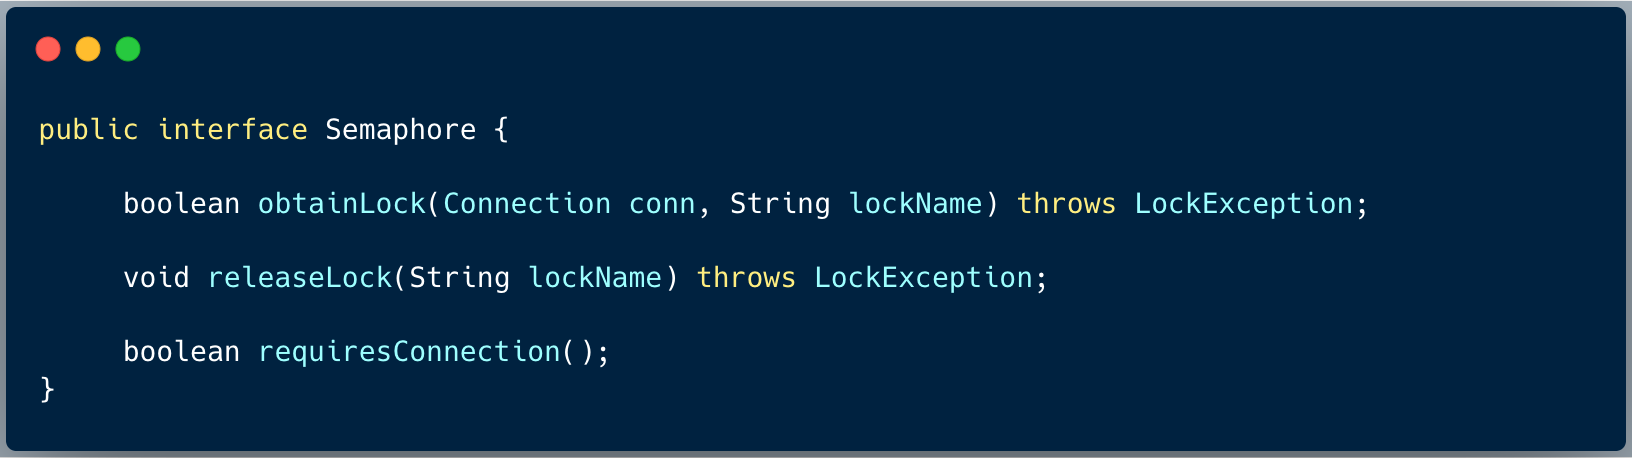 public interface Semaphore {
boolean obtainLock(Connection conn, String lockName) throws LockException;
void releaseLock(String lockName) throws LockException;
boolean requiresConnection();
}